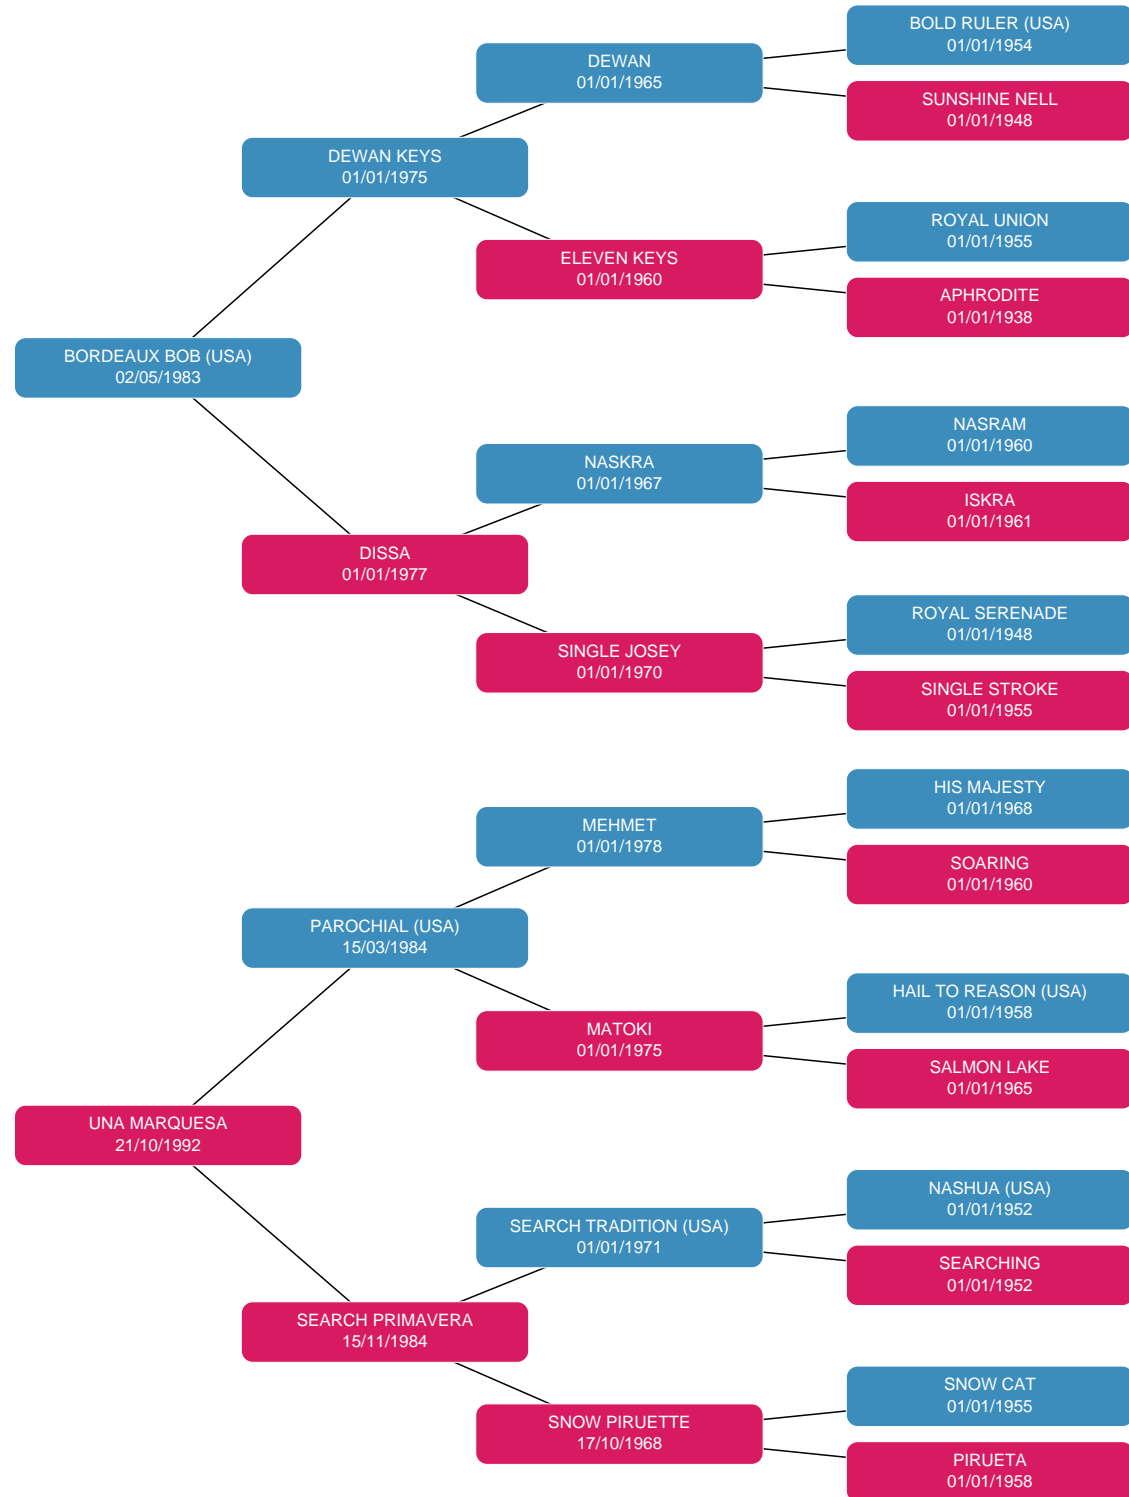 BOLD RULER (USA)
01/01/1954
DEWAN
01/01/1965
SUNSHINE NELL
01/01/1948
DEWAN KEYS
01/01/1975
ROYAL UNION
01/01/1955
ELEVEN KEYS
01/01/1960
APHRODITE
01/01/1938
BORDEAUX BOB (USA)
02/05/1983
NASRAM
01/01/1960
NASKRA
01/01/1967
ISKRA
01/01/1961
DISSA
01/01/1977
ROYAL SERENADE
01/01/1948
SINGLE JOSEY
01/01/1970
SINGLE STROKE
01/01/1955
HIS MAJESTY
01/01/1968
MEHMET
01/01/1978
SOARING
01/01/1960
PAROCHIAL (USA)
15/03/1984
HAIL TO REASON (USA)
01/01/1958
MATOKI
01/01/1975
SALMON LAKE
01/01/1965
UNA MARQUESA
21/10/1992
NASHUA (USA)
01/01/1952
SEARCH TRADITION (USA)
01/01/1971
SEARCHING
01/01/1952
SEARCH PRIMAVERA
15/11/1984
SNOW CAT
01/01/1955
SNOW PIRUETTE
17/10/1968
PIRUETA
01/01/1958